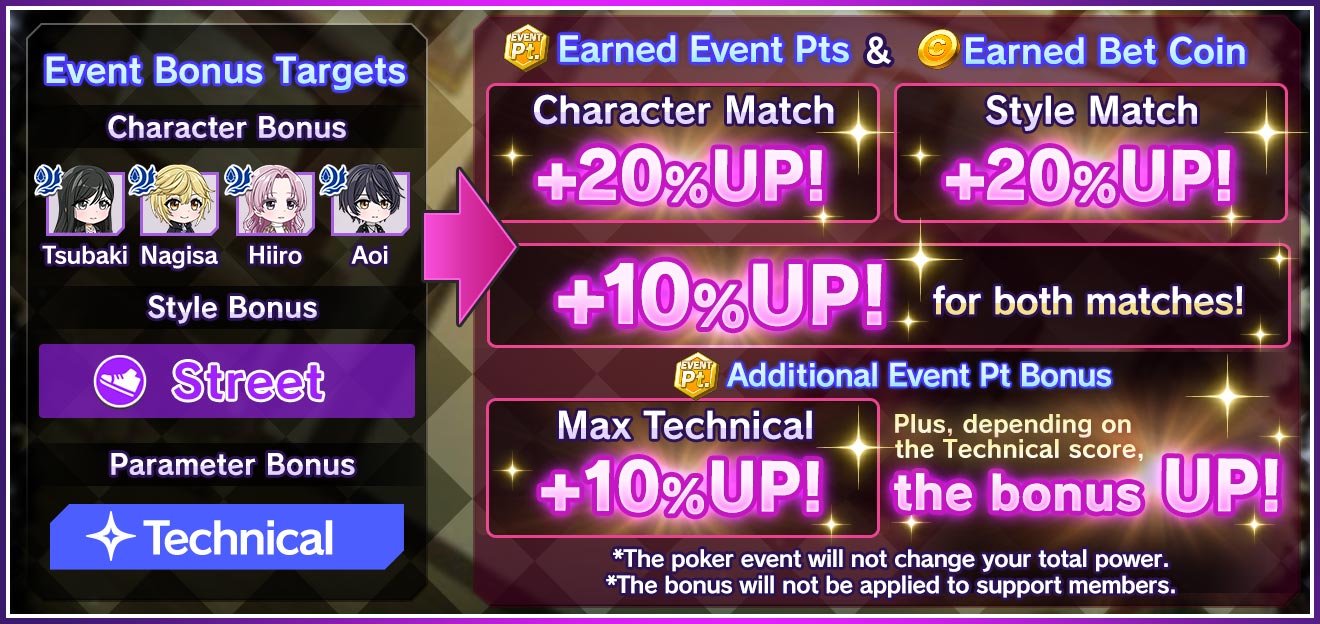 Event Bonus Targets
Character Bonus
Tsubaki Nagisa Hiiro Aoi
Style Bonus
Street
Parameter Bonus
Technical
EVENT Pt. Earned Event Pts & C Earned Bet Coin
Character Match
+20%UP!
Style Match
+20%UP!
+10%UP! for both matches!
EVENT Pt. Additional Event Pt Bonus
Max Technical
+10%UP!
Plus, depending on
the Technical score,
the bonus UP!
*The poker event will not change your total power.
*The bonus will not be applied to support members.